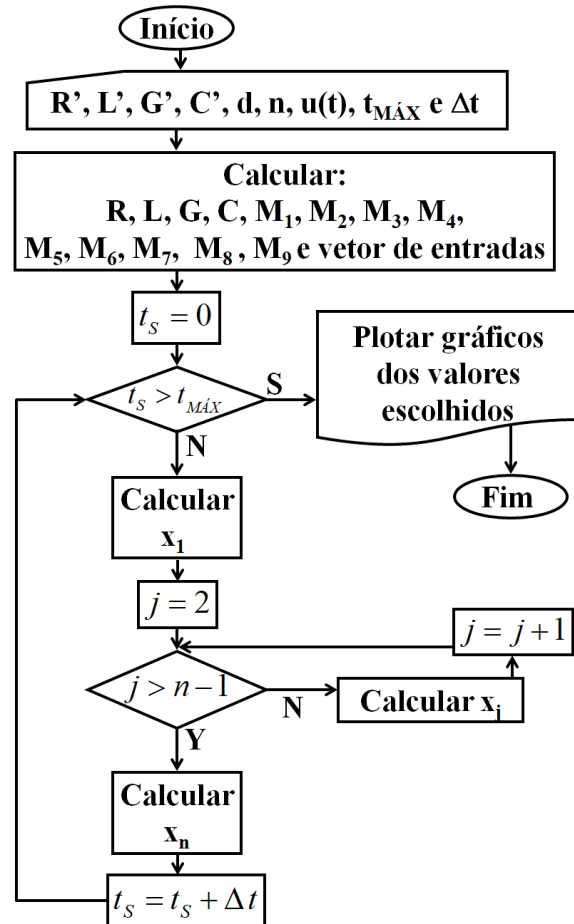 Início
R’, L’, G’, C’, d, n, u(t), tMÁX e Δt
Calcular:
R, L, G, C, M1, M2, M3, M4,
M5, M6, M7, M8, M9 e vetor de entradas
tS = 0
Plotar gráficos
dos valores
escolhidos
tS > tMÁX
S
N
Fim
Calcular
x1
j = 2
j = j + 1
j > n − 1
N
Calcular xj
Y
Calcular
xn
tS = tS + Δt